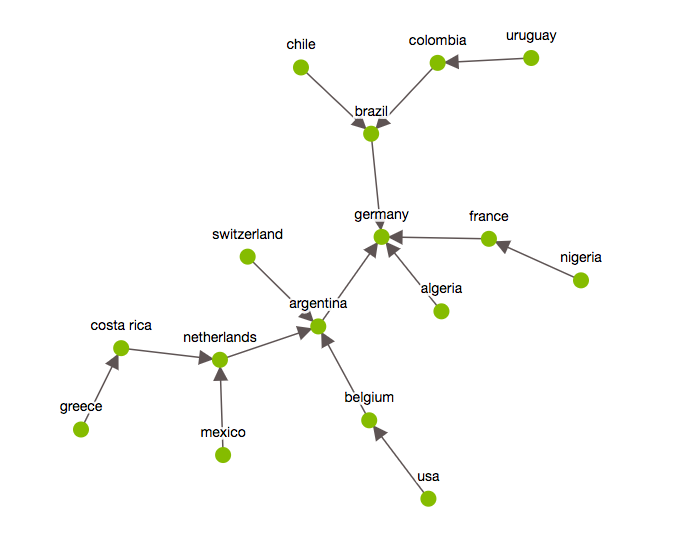 uruguay
colombia
chile
brazil
germany
france
switzerland
nigeria
algeria
argentina
costa rica
netherlands
belgium
greece
mexico
usa